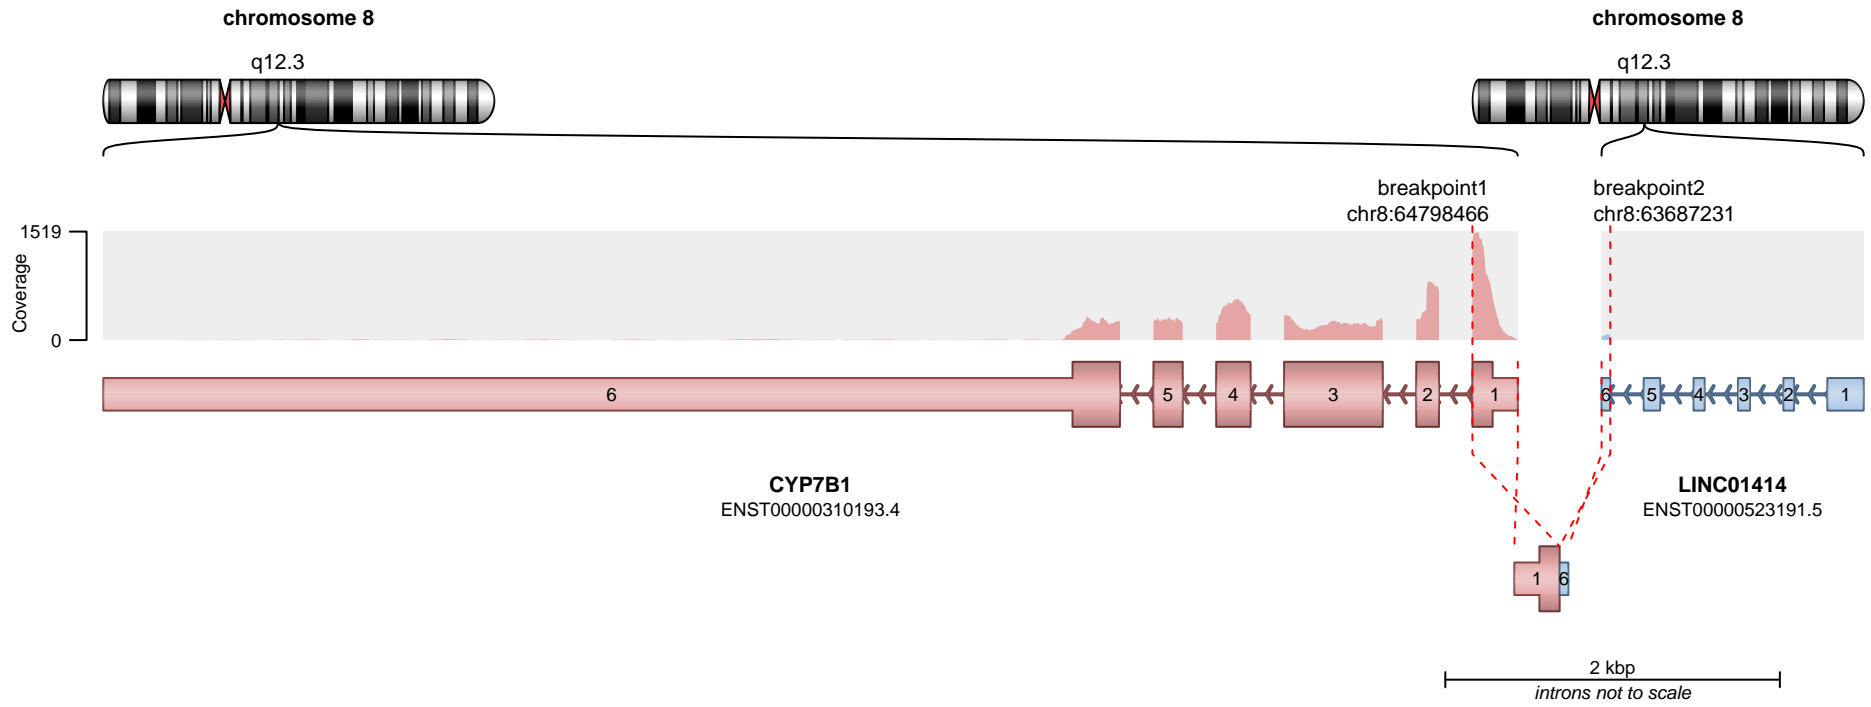 chromosome 8
chromosome 8
q12.3
q12.3
breakpoint1
chr8:64798466
breakpoint2
chr8:63687231
1519
Coverage
0
6
5
4
3
2
1
6
5
4
3
2
1
CYP7B1
ENST00000310193.4
LINC01414
ENST00000523191.5
1
6
2 kbp
introns not to scale